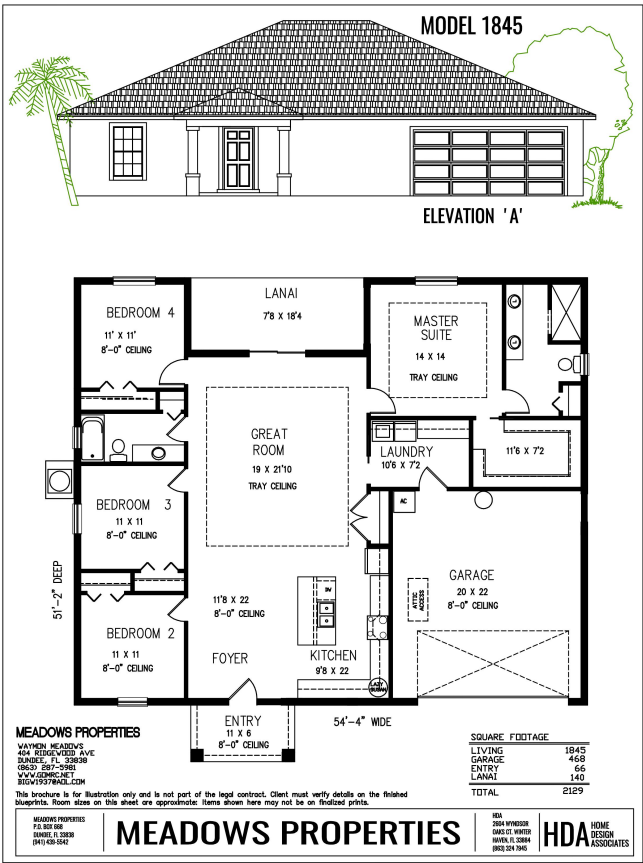 MODEL 1845
ELEVATION 'A'
LANAI
7'8 X 18'4
BEDROOM 4
11' X 11'
8'-0" CEILING
MASTER
SUITE
14 X 14
TRAY CEILING
GREAT
ROOM
19 X 21'10
TRAY CEILING
LAUNDRY
10'6 X 7'2
11'6 X 7'2
BEDROOM 3
11 X 11
8'-0" CEILING
AC
51'-2" DEEP
GARAGE
20 X 22
8'-0" CEILING
ATTIC
ACCESS
DW
11'8 X 22
8'-0" CEILING
BEDROOM 2
11 X 11
8'-0" CEILING
FOYER
KITCHEN
9'8 X 22
LAZY
SUSAN
ENTRY
11 X 6
8'-0" CEILING
54'-4" WIDE
MEADOWS PROPERTIES
WAYMON MEADOWS
404 RIDGEWOOD AVE
DUNDEE, FL 33838
(863) 287-5981
WWW.GDMRC.NET
BIGW1937@AOL.COM
SQUARE FOOTAGE
LIVING 1845
GARAGE 468
ENTRY 66
LANAI 140
TOTAL 2129
This brochure is for illustration only and is not part of the legal contract. Client must verify details on the finished
blueprints. Room sizes on this sheet are approximate: Items shown here may not be on finalized prints.
MEADOWS PROPERTIES
P.O. BOX 668
DUNDEE, FL 33838
(941) 439-5542
MEADOWS PROPERTIES
HDA
2604 WYNDSOR
OAKS CT. WINTER
HAVEN, FL 33884
(863) 324 7945
HDA HOME
DESIGN
ASSOCIATES